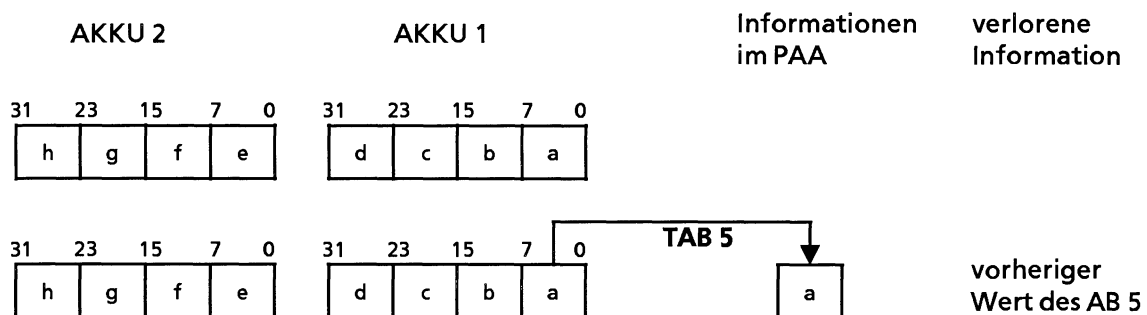 AKKU 2 AKKU 1 Informationen verlorene
im PAA Information
31 23 15 7 0 31 23 15 7 0
h g f e d c b a
TAB 5
31 23 15 7 0 31 23 15 7 0
h g f e d c b a a vorheriger
Wert des AB 5